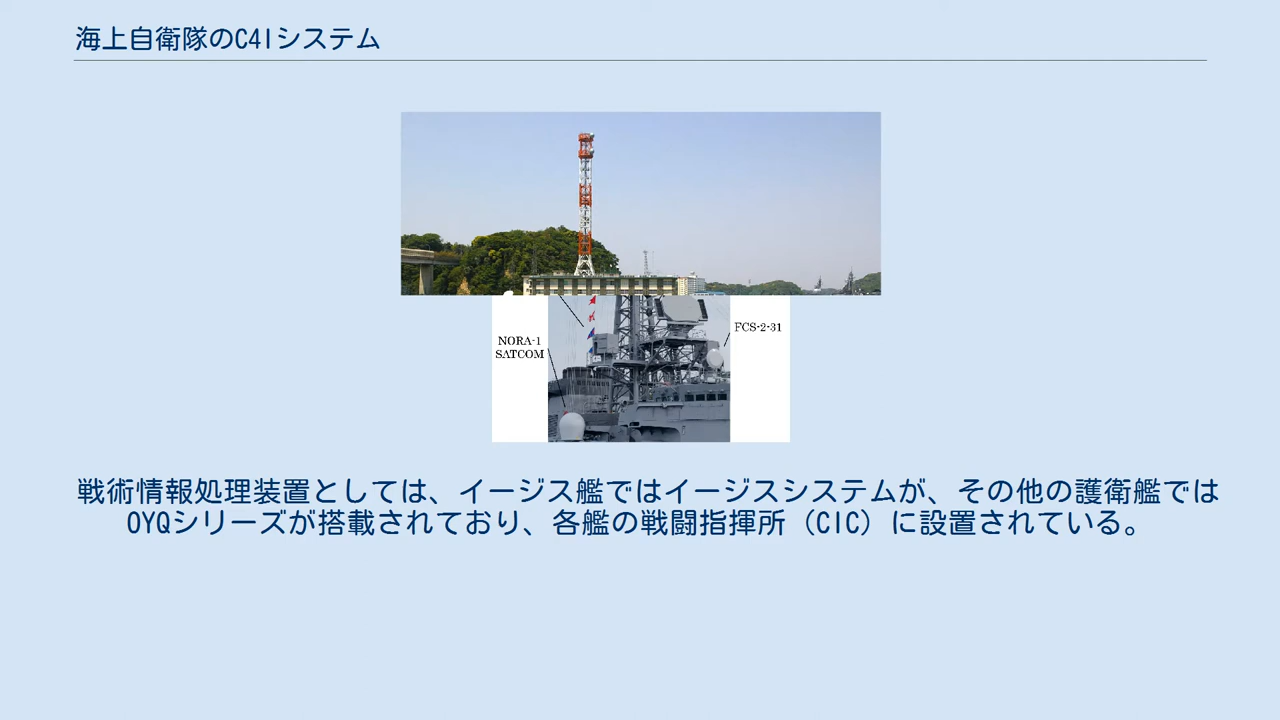 海上自衛隊のC4Iシステム
NORA-1
SATCOM
FCS-2-31
戦術情報処理装置としては、イージス艦ではイージスシステムが、その他の護衛艦では
OYQシリーズが搭載されており、各艦の戦闘指揮所（CIC）に設置されている。